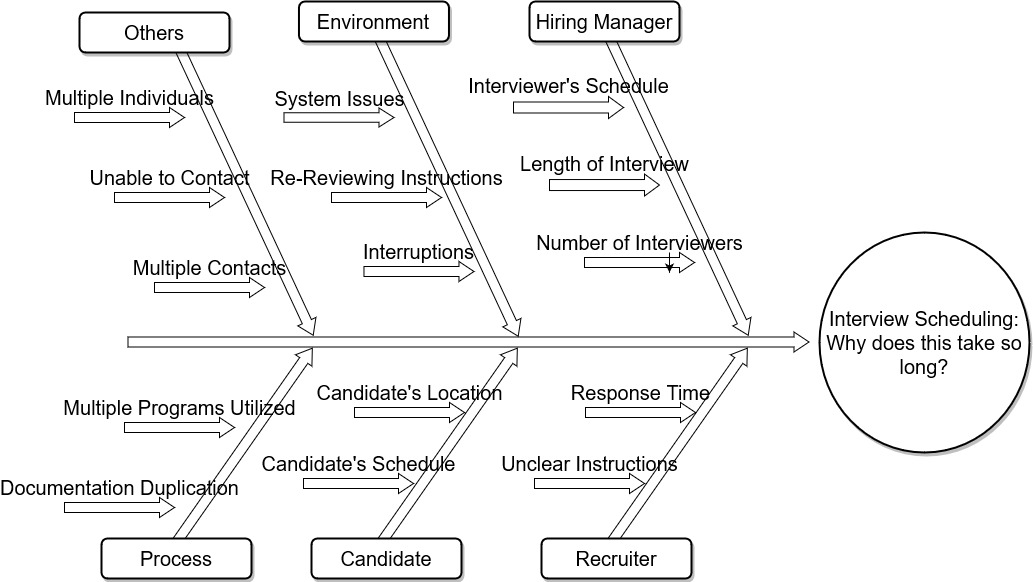 Others
Environment
Hiring Manager
Multiple Individuals
System Issues
Interviewer's Schedule
Unable to Contact
Re-Reviewing Instructions
Length of Interview
Multiple Contacts
Interruptions
Number of Interviewers
Interview Scheduling:
Why does this take so
long?
Multiple Programs Utilized
Candidate's Location
Response Time
Documentation Duplication
Candidate's Schedule
Unclear Instructions
Process
Candidate
Recruiter